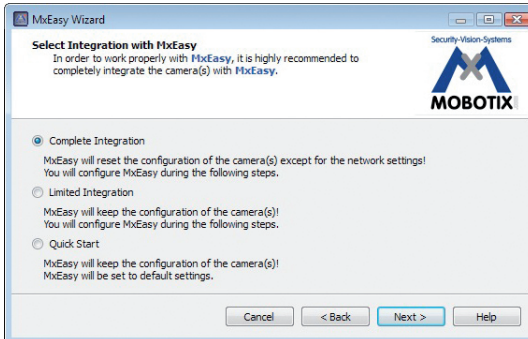 MxEasy Wizard
Select Integration with MxEasy
In order to work properly with MxEasy, it is highly recommended to
completely integrate the camera(s) with MxEasy.
Security-Vision-Systems
MOBOTIX
Complete Integration
MxEasy will reset the configuration of the camera(s) except for the network settings!
You will configure MxEasy during the following steps.
Limited Integration
MxEasy will keep the configuration of the camera(s)!
You will configure MxEasy during the following steps.
Quick Start
MxEasy will keep the configuration of the camera(s)!
MxEasy will be set to default settings.
Cancel
< Back
Next >
Help